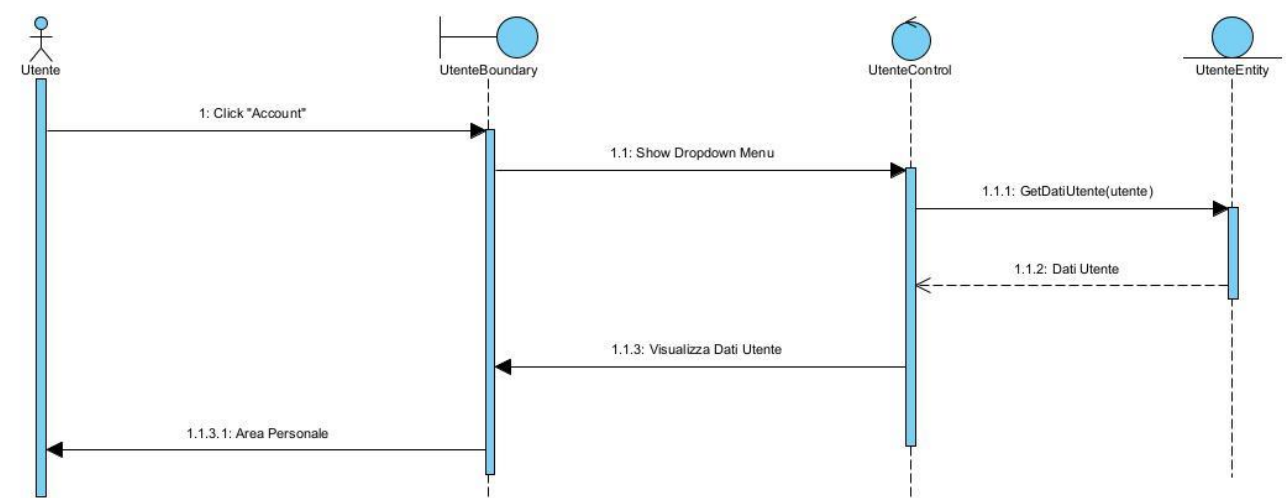 Utente
UtenteBoundary
UtenteControl
UtenteEntity
1: Click "Account"
1.1: Show Dropdown Menu
1.1.1: GetDatiUtente(utente)
1.1.2: Dati Utente
1.1.3: Visualizza Dati Utente
1.1.3.1: Area Personale